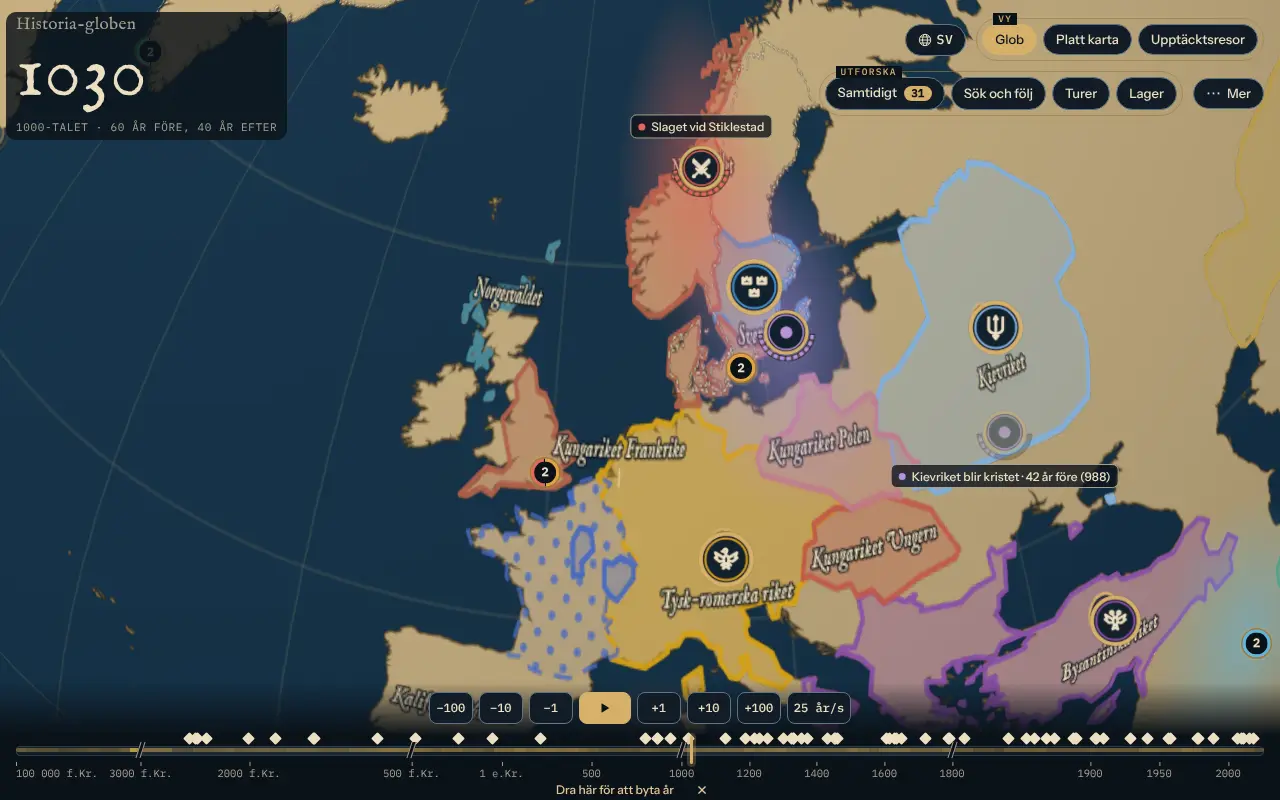 Historia-globen
1030
1000-TALET · 60 ÅR FÖRE, 40 ÅR EFTER
2
SV
VY
Glob
Platt karta
Upptäcktsresor
UTFORSKA
Samtidigt 31
Sök och följ
Turer
Lager
··· Mer
Slaget vid Stiklestad
Norgesväldet
2
Kievriket
Kungariket Frankrike
Kungariket Polen
2
Kievriket blir kristet · 42 år före (988)
Kungariket Ungern
Tysk-romerska riket
2
−100
−10
−1
+1
+10
+100
25 år/s
100 000 f.Kr.
3000 f.Kr.
2000 f.Kr.
500 f.Kr.
1 e.Kr.
500
1000
1200
1400
1600
1800
1900
1950
2000
Dra här för att byta år ✕